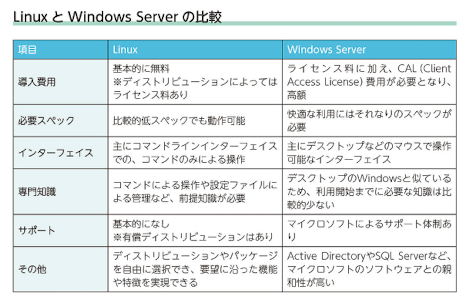 Linux と Windows Server の比較
項目
Linux
Windows Server
導入費用
基本的に無料
※ディストリビューションによっては
ライセンス料あり
ライセンス料に加え、CAL（Client
Access License）費用が必要となり、
高額
必要スペック
比較的低スペックでも動作可能
快適な利用にはそれなりのスペックが
必要
インターフェイス
主にコマンドラインインターフェイス
での、コマンドのみによる操作
主にデスクトップなどのマウスで操作
可能なインターフェイス
専門知識
コマンドによる操作や設定ファイルに
よる管理など、前提知識が必要
デスクトップのWindowsと似ている
ため、利用開始までに必要な知識は比
較的少ない
サポート
基本的になし
※有償ディストリビューションはあり
マイクロソフトによるサポート体制あ
り
その他
ディストリビューションやパッケージ
を自由に選択でき、要望に沿った機能
や特徴を実現できる
Active DirectoryやSQL Serverなど、
マイクロソフトのソフトウェアとの親
和性が高い